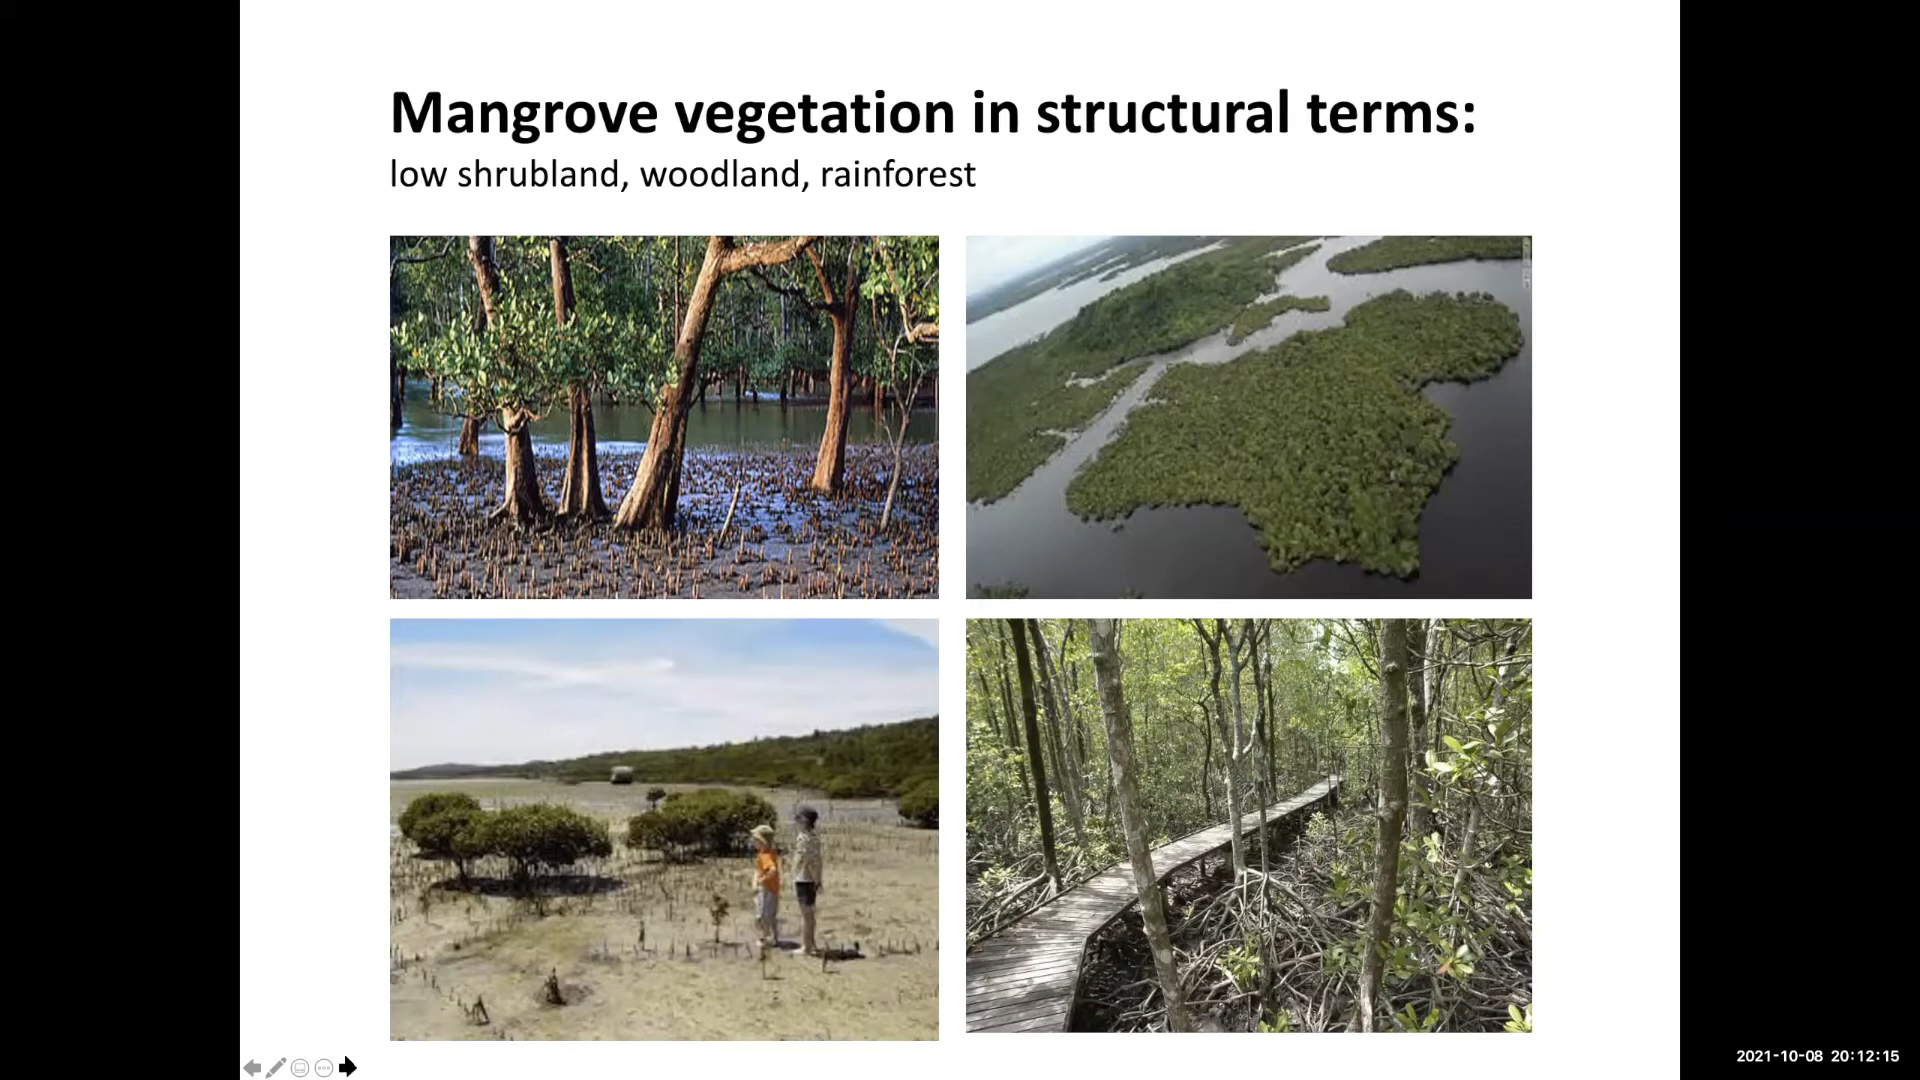 Mangrove vegetation in structural terms:
low shrubland, woodland, rainforest
2021-10-08 20:12:15